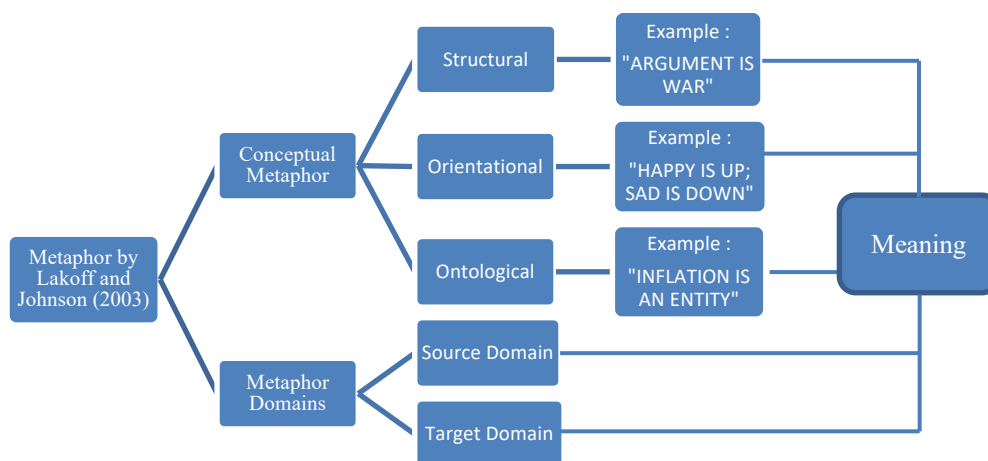 Metaphor by
Lakoff and
Johnson (2003)
Conceptual
Metaphor
Metaphor
Domains
Structural
Orientational
Ontological
Source Domain
Target Domain
Example :
"ARGUMENT IS
WAR"
Example :
"HAPPY IS UP;
SAD IS DOWN"
Example :
"INFLATION IS
AN ENTITY"
Meaning